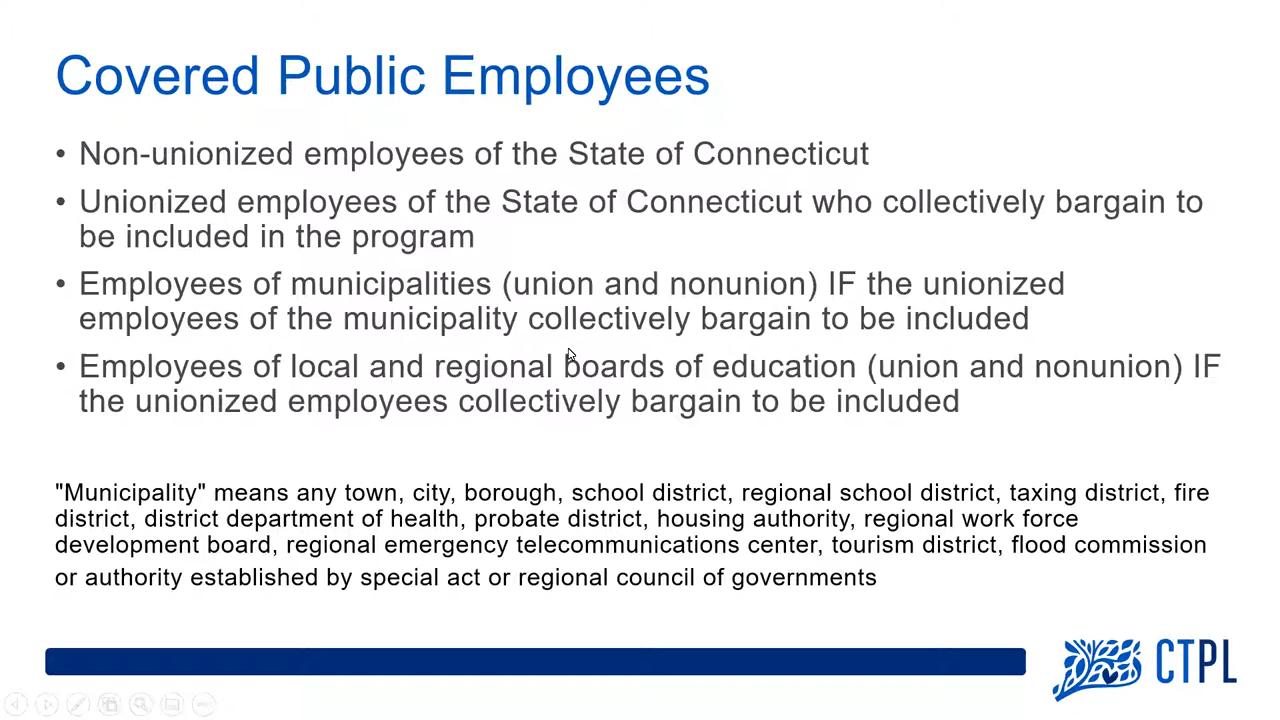 Covered Public Employees
• Non-unionized employees of the State of Connecticut
• Unionized employees of the State of Connecticut who collectively bargain to
be included in the program
• Employees of municipalities (union and nonunion) IF the unionized
employees of the municipality collectively bargain to be included
• Employees of local and regional boards of education (union and nonunion) IF
the unionized employees collectively bargain to be included
"Municipality" means any town, city, borough, school district, regional school district, taxing district, fire
district, district department of health, probate district, housing authority, regional work force
development board, regional emergency telecommunications center, tourism district, flood commission
or authority established by special act or regional council of governments
CTPL